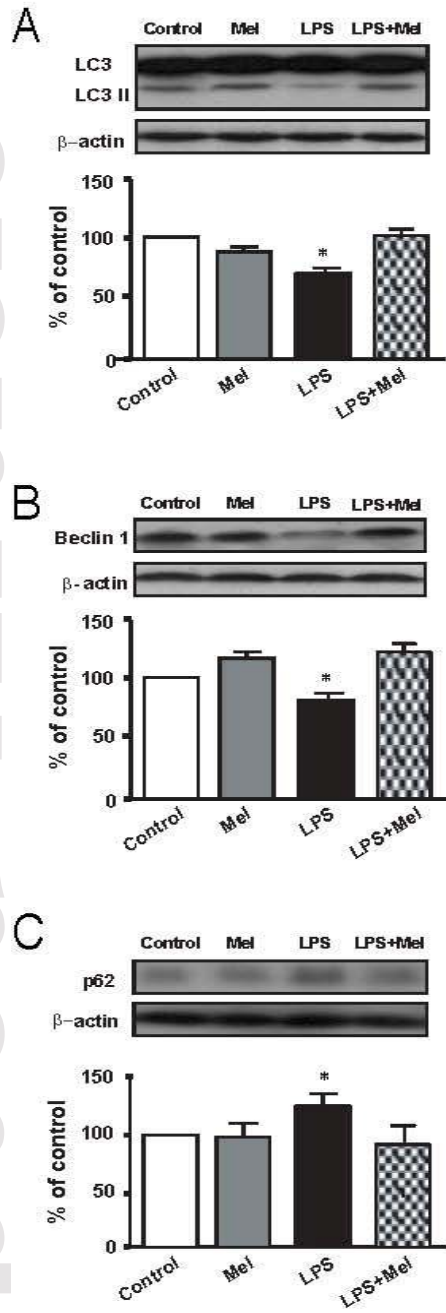 A
Control Mel LPS LPS+Mel
LC3
LC3 II
β-actin
150
100
50
0
% of control
*
Control Mel LPS LPS+Mel
B
Control Mel LPS LPS+Mel
Beclin 1
β-actin
150
100
50
0
% of control
*
Control Mel LPS LPS+Mel
C
Control Mel LPS LPS+Mel
p62
β-actin
150
100
50
0
% of control
*
Control Mel LPS LPS+Mel